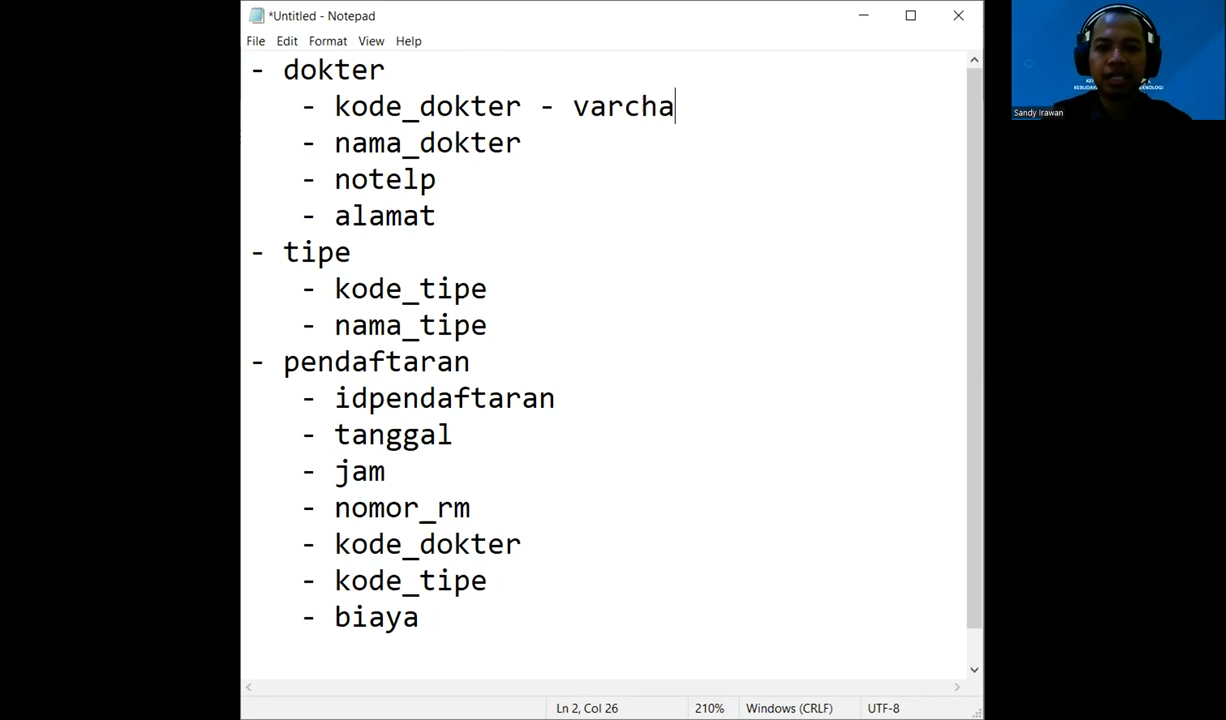 *Untitled - Notepad
File Edit Format View Help
- dokter
- kode_dokter - varcha
- nama_dokter
- notelp
- alamat
- tipe
- kode_tipe
- nama_tipe
- pendaftaran
- idpendaftaran
- tanggal
- jam
- nomor_rm
- kode_dokter
- kode_tipe
- biaya
Ln 2, Col 26 210% Windows (CRLF) UTF-8
Sandy Irawan